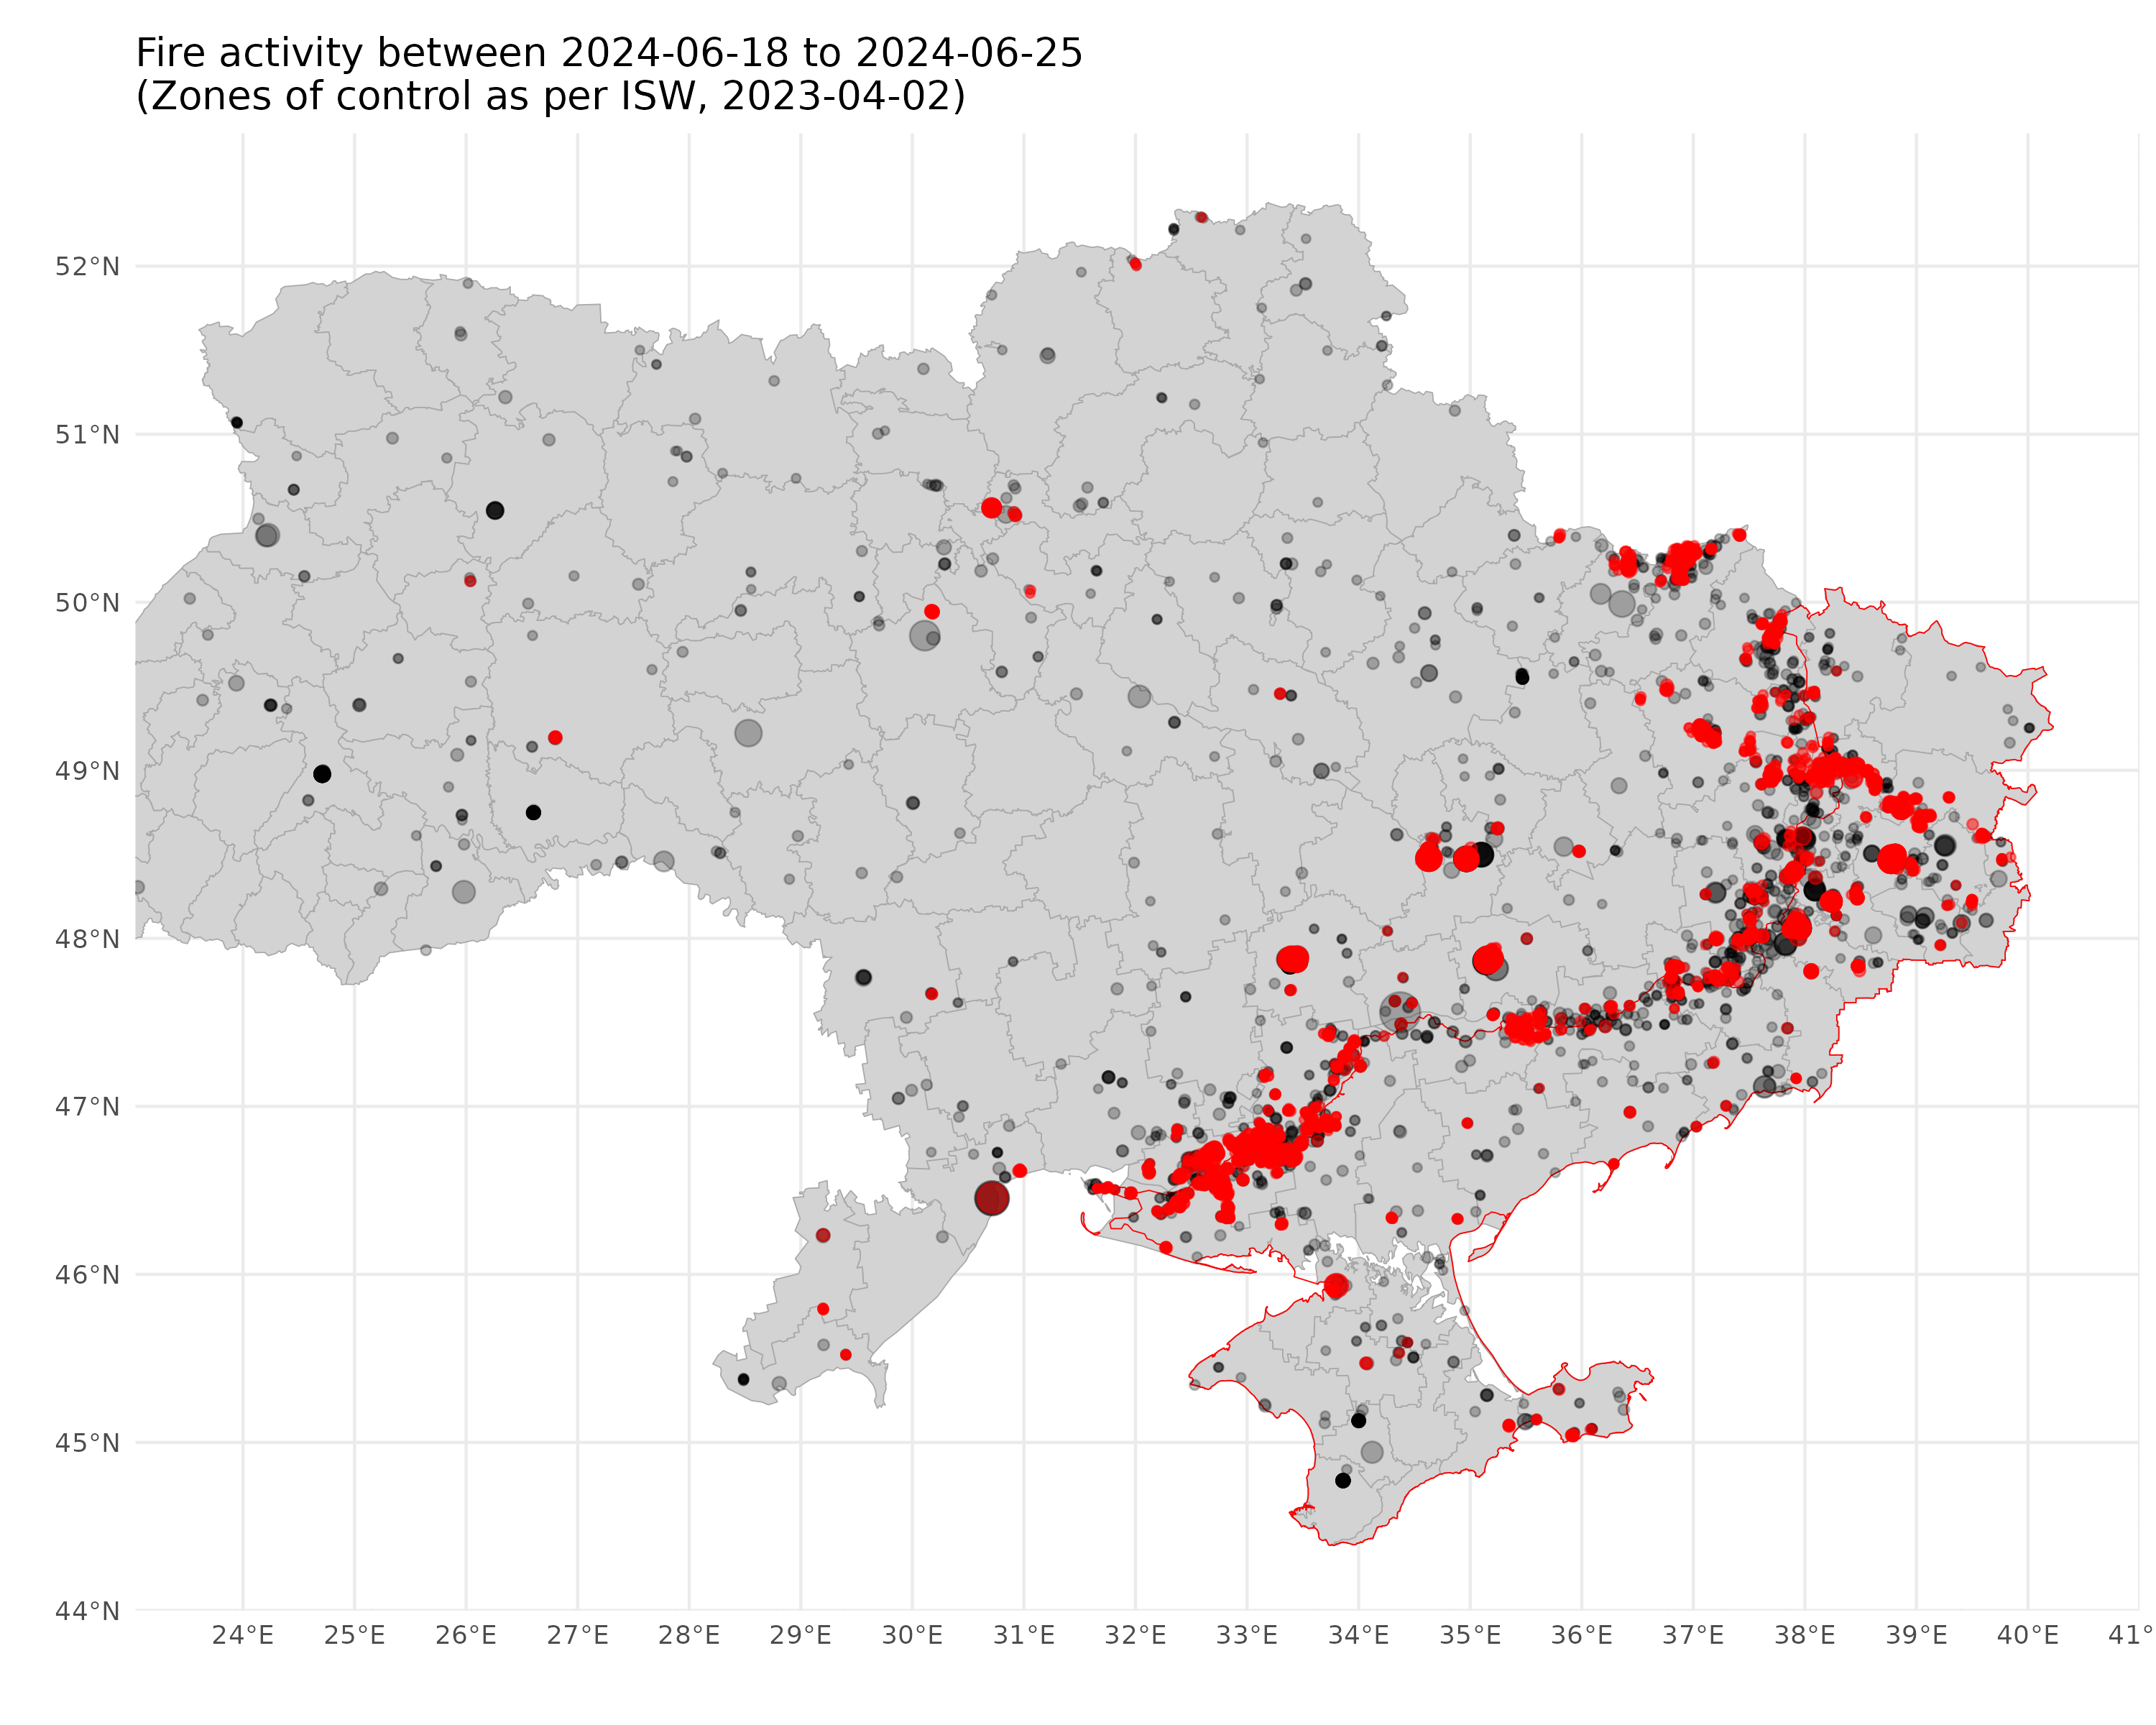 Fire activity between 2024-06-18 to 2024-06-25
(Zones of control as per ISW, 2023-04-02)
52°N
51°N
50°N
49°N
48°N
47°N
46°N
45°N
44°N
24°E 25°E 26°E 27°E 28°E 29°E 30°E 31°E 32°E 33°E 34°E 35°E 36°E 37°E 38°E 39°E 40°E 41°